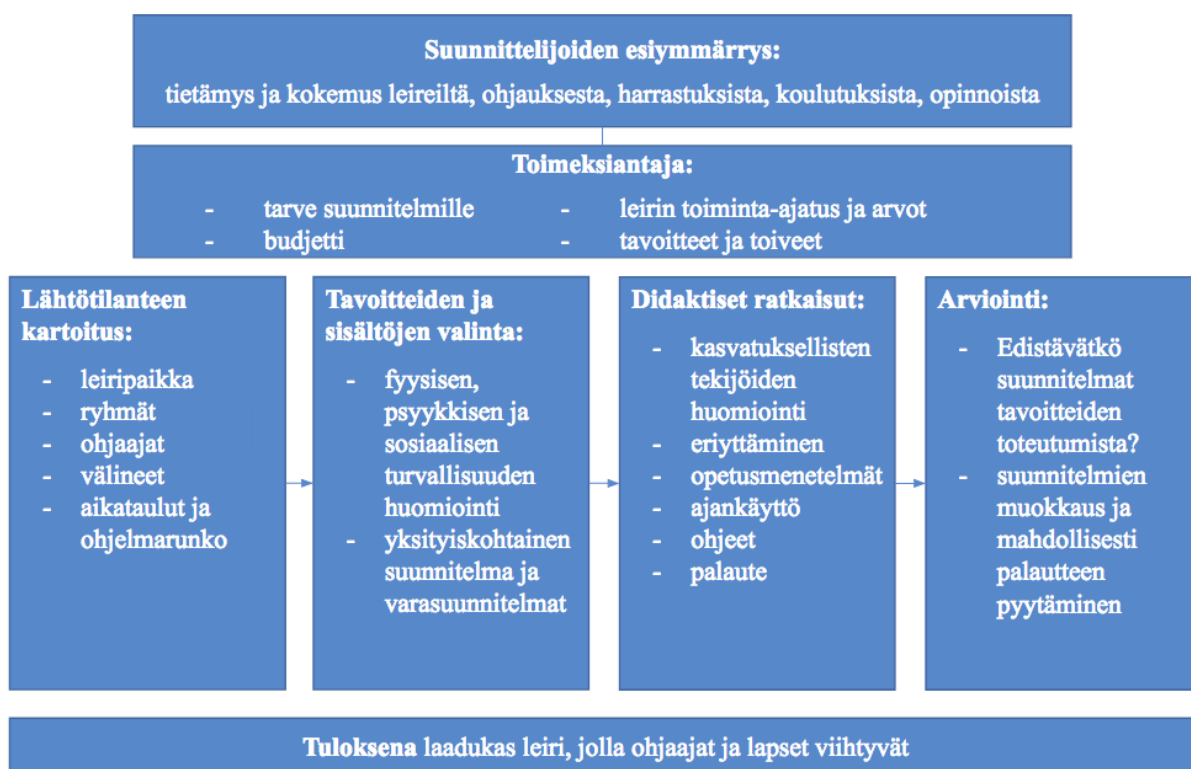 Suunnittelijoiden esiymmärrys:
tietämys ja kokemus leireiltä, ohjauksesta, harrastuksista, koulutuksista, opinnoista
Toimeksiantaja:
- tarve suunnitelmille
- budjetti
- leirin toiminta-ajatus ja arvot
- tavoitteet ja toiveet
Lähtötilanteen
kartoitus:
- leiripaikka
- ryhmät
- ohjaajat
- välineet
- aikataulut ja
ohjelmarunko
Tavoitteiden ja
sisältöjen valinta:
- fyysisen,
psyykkisen ja
sosiaalisen
turvallisuuden
huomiointi
- yksityiskohtainen
suunnitelma ja
varasuunnitelmat
Didaktiset ratkaisut:
- kasvatuksellisten
tekijöiden
huomiointi
- eriyttäminen
- opetusmenetelmät
- ajankäyttö
- ohjeet
- palaute
Arviointi:
- Edistävätkö
suunnitelmat
tavoitteiden
toteutumista?
- suunnitelmien
muokkaus ja
mahdollisesti
palautteen
pyytäminen
Tuloksena laadukas leiri, jolla ohjaajat ja lapset viihtyvät